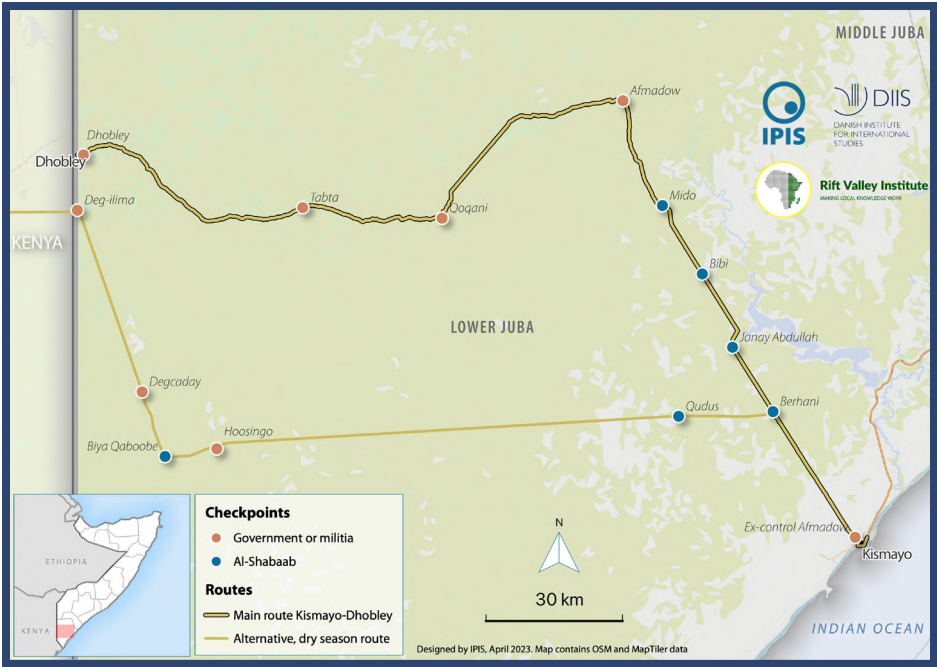 MIDDLE JUBA
Afmadow
IPIS
DIIS
DANISH INSTITUTE
FOR INTERNATIONAL
STUDIES
Dhobley
Dhobley
Rift Valley Institute
MAKING LOCAL KNOWLEDGE WORK
Deg-ilima
Tabta
Qoqani
Mido
KENYA
Bibi
LOWER JUBA
Janay Abdullah
Degcaday
Qudus
Berhani
Hoosingo
Biya Qaboobe
Ex-control Afmadow
Kismayo
ETHIOPIA
KENYA
Checkpoints
Government or militia
Al-Shabaab
Routes
Main route Kismayo-Dhobley
Alternative, dry season route
N
30 km
INDIAN OCEAN
Designed by IPIS, April 2023. Map contains OSM and MapTiler data